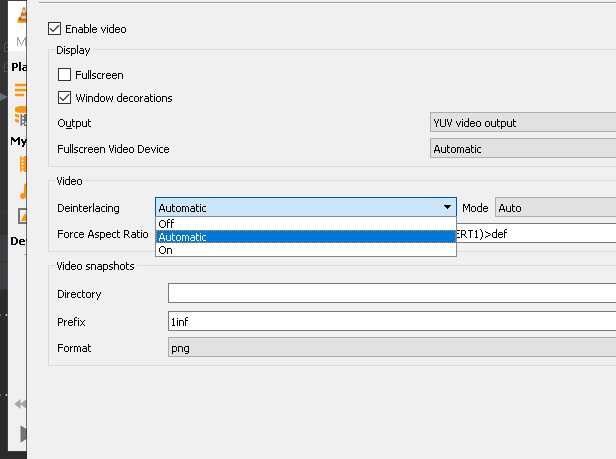 Enable video
Display
Fullscreen
Window decorations
Output YUV video output
Fullscreen Video Device Automatic
Video
Deinterlacing Automatic Mode Auto
Off
Automatic
On
Force Aspect Ratio ERT1)>def
Video snapshots
Directory
Prefix 1inf
Format png
M
Pla
My
De